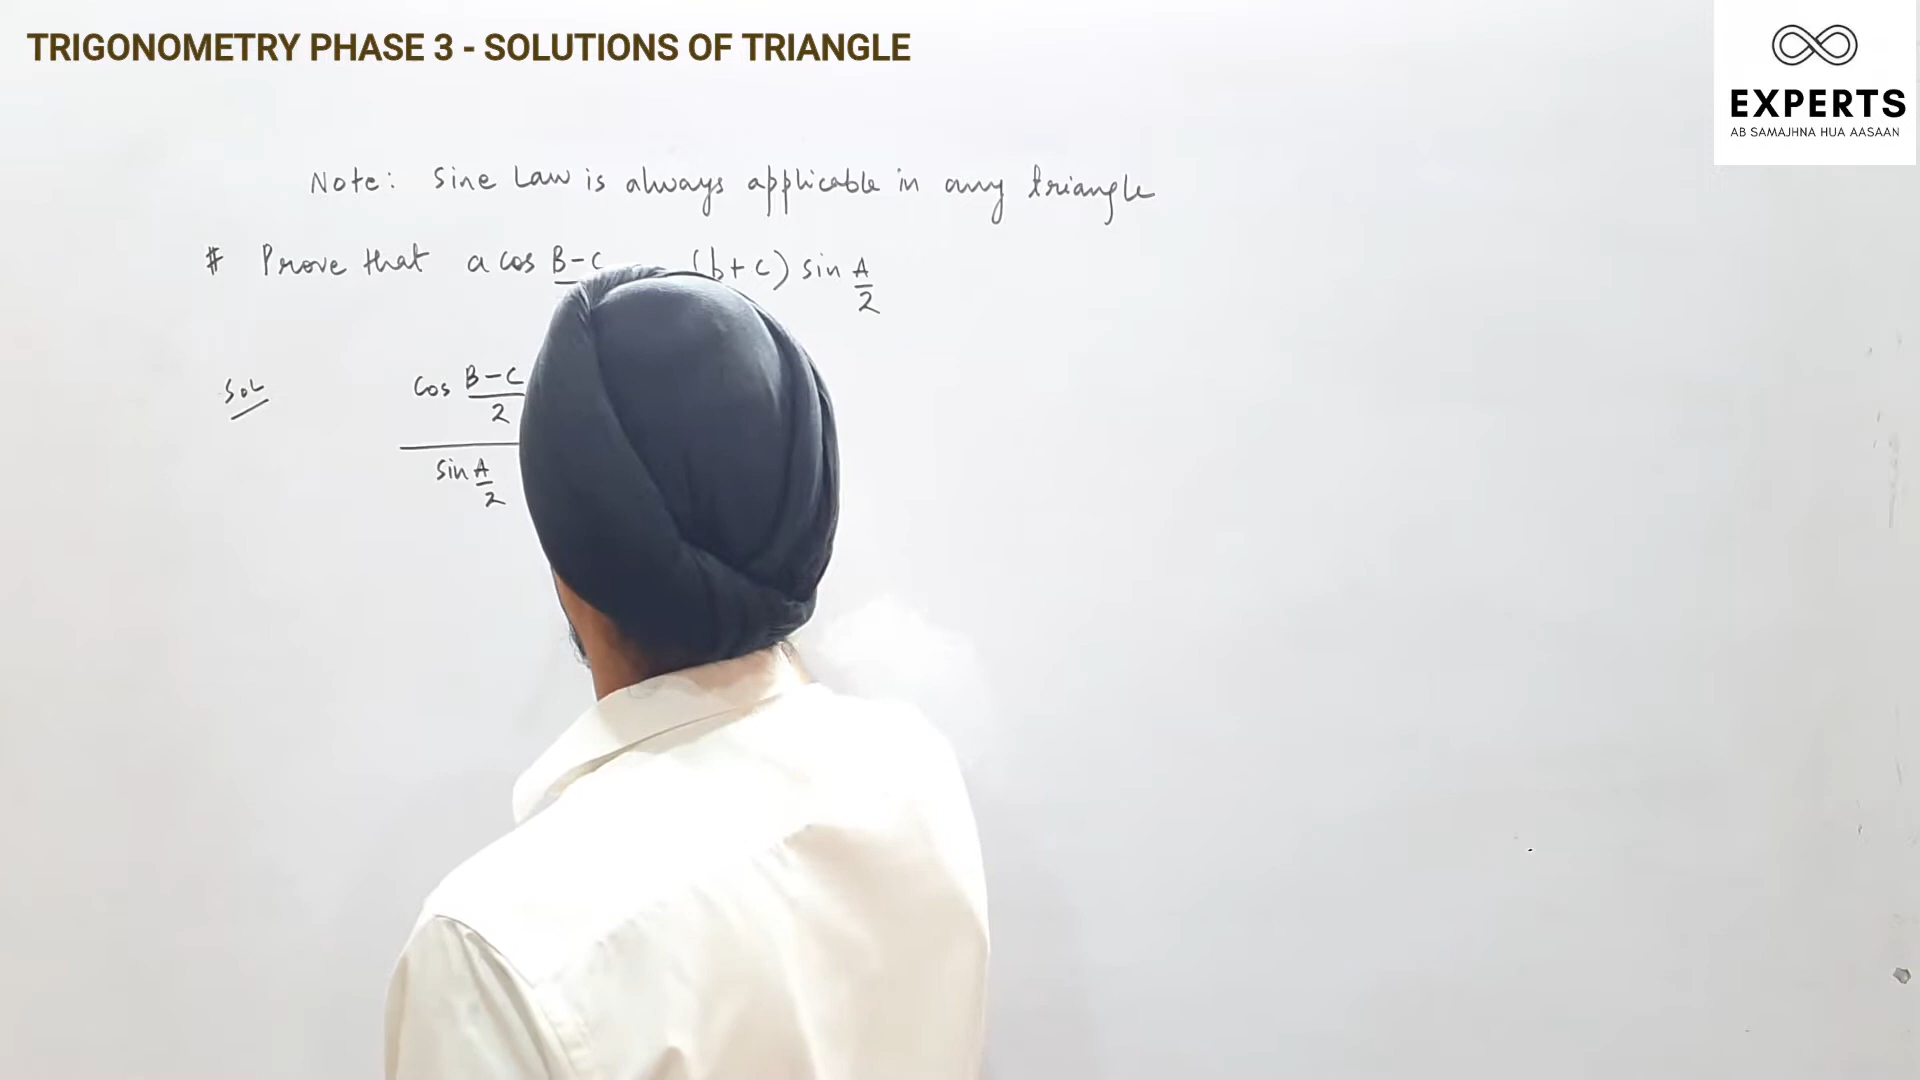 TRIGONOMETRY PHASE 3 - SOLUTIONS OF TRIANGLE
EXPERTS
AB SAMAJHNA HUA AASAAN
Note: Sine Law is always applicable in any triangle
# Prove that a cos B-C (b+c) sin A
2
Sol
cos B-C
2
sin A
2